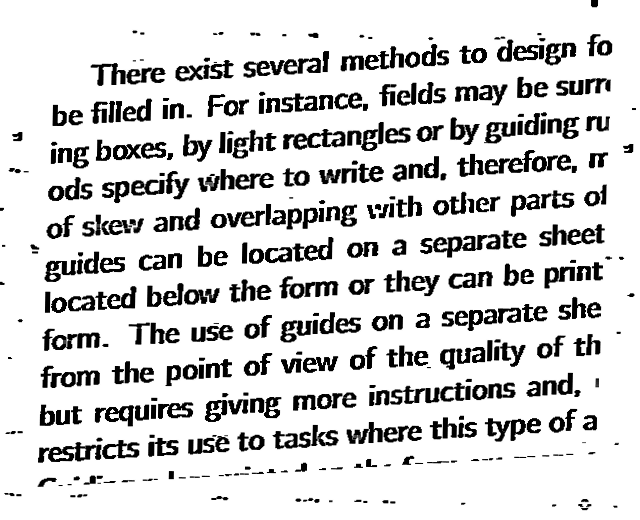 There exist several methods to design fo
be filled in. For instance, fields may be surr
ing boxes, by light rectangles or by guiding ru
ods specify where to write and, therefore, m
of skew and overlapping with other parts of
guides can be located on a separate sheet
located below the form or they can be print
form. The use of guides on a separate she
from the point of view of the quality of th
but requires giving more instructions and,
restricts its use to tasks where this type of a